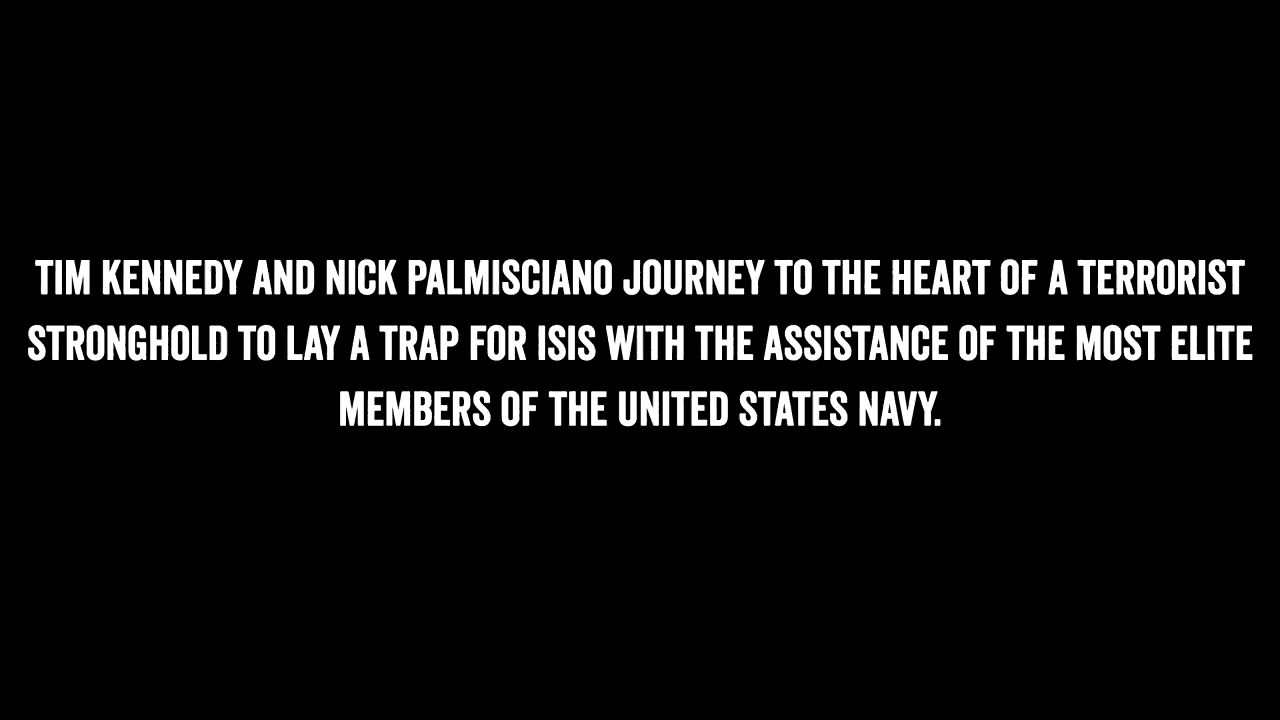 TIM KENNEDY AND NICK PALMISCIANO JOURNEY TO THE HEART OF A TERRORIST
STRONGHOLD TO LAY A TRAP FOR ISIS WITH THE ASSISTANCE OF THE MOST ELITE
MEMBERS OF THE UNITED STATES NAVY.